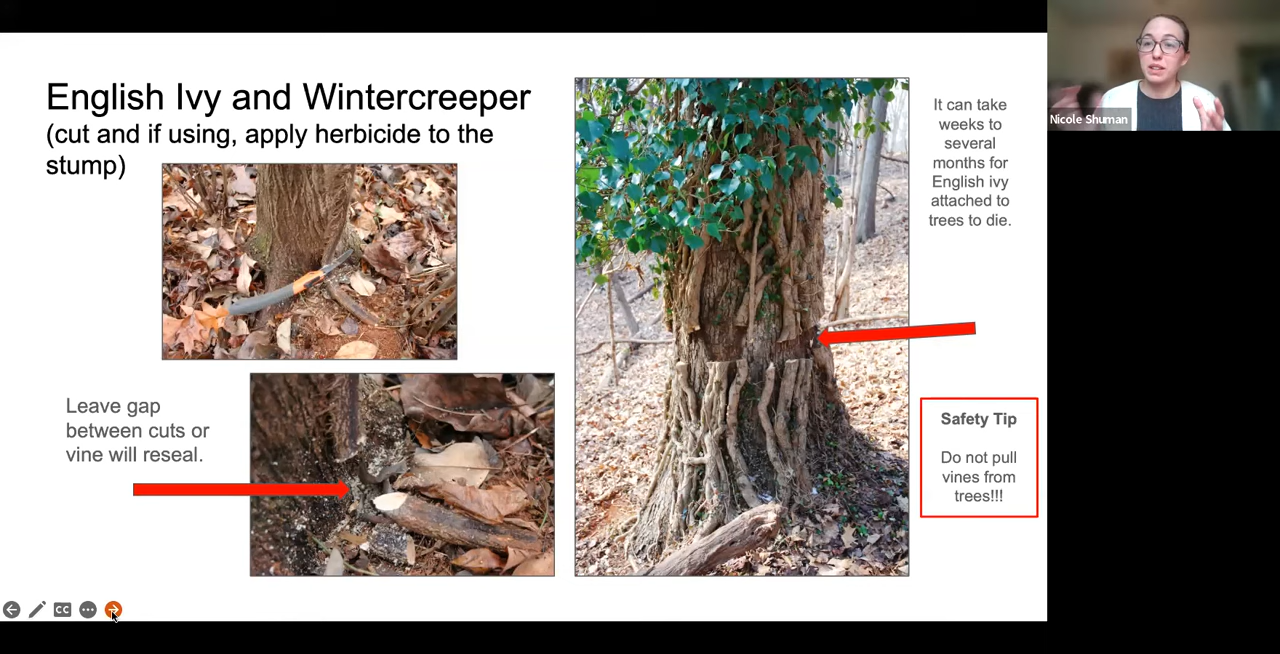 English Ivy and Wintercreeper
(cut and if using, apply herbicide to the
stump)
It can take
weeks to
several
months for
English ivy
attached to
trees to die.
Leave gap
between cuts or
vine will reseal.
Safety Tip
Do not pull
vines from
trees!!!
Nicole Shuman
CC